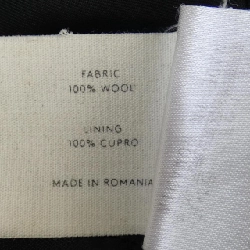 FABRIC
100% WOOL
LINING
100% CUPRO
MADE IN ROMANIA